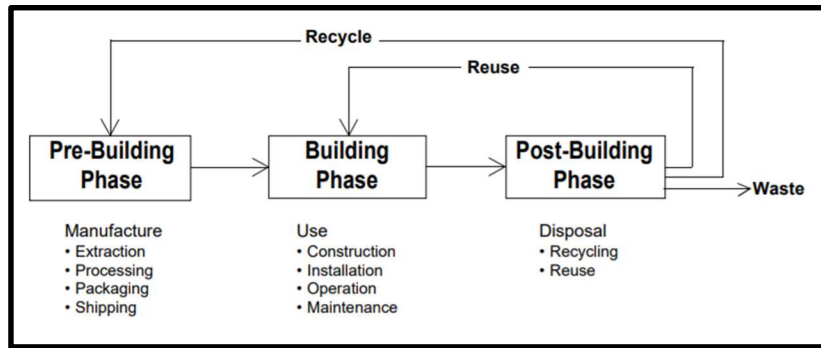 Recycle
Reuse
Pre-Building
Phase
Building
Phase
Post-Building
Phase
Waste
Manufacture
• Extraction
• Processing
• Packaging
• Shipping
Use
• Construction
• Installation
• Operation
• Maintenance
Disposal
• Recycling
• Reuse